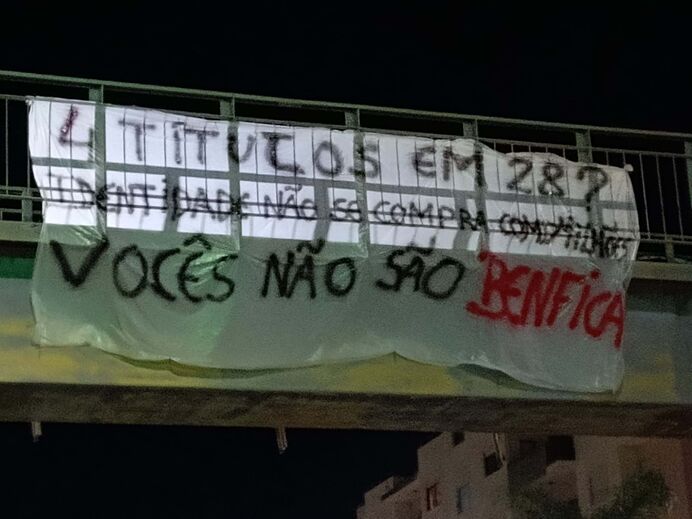 4 TITULOS EM 28?
IDENTIDADE NÃO SE COMPRA COM MILHÕES
VOCÊS NÃO SÃO BENFICA